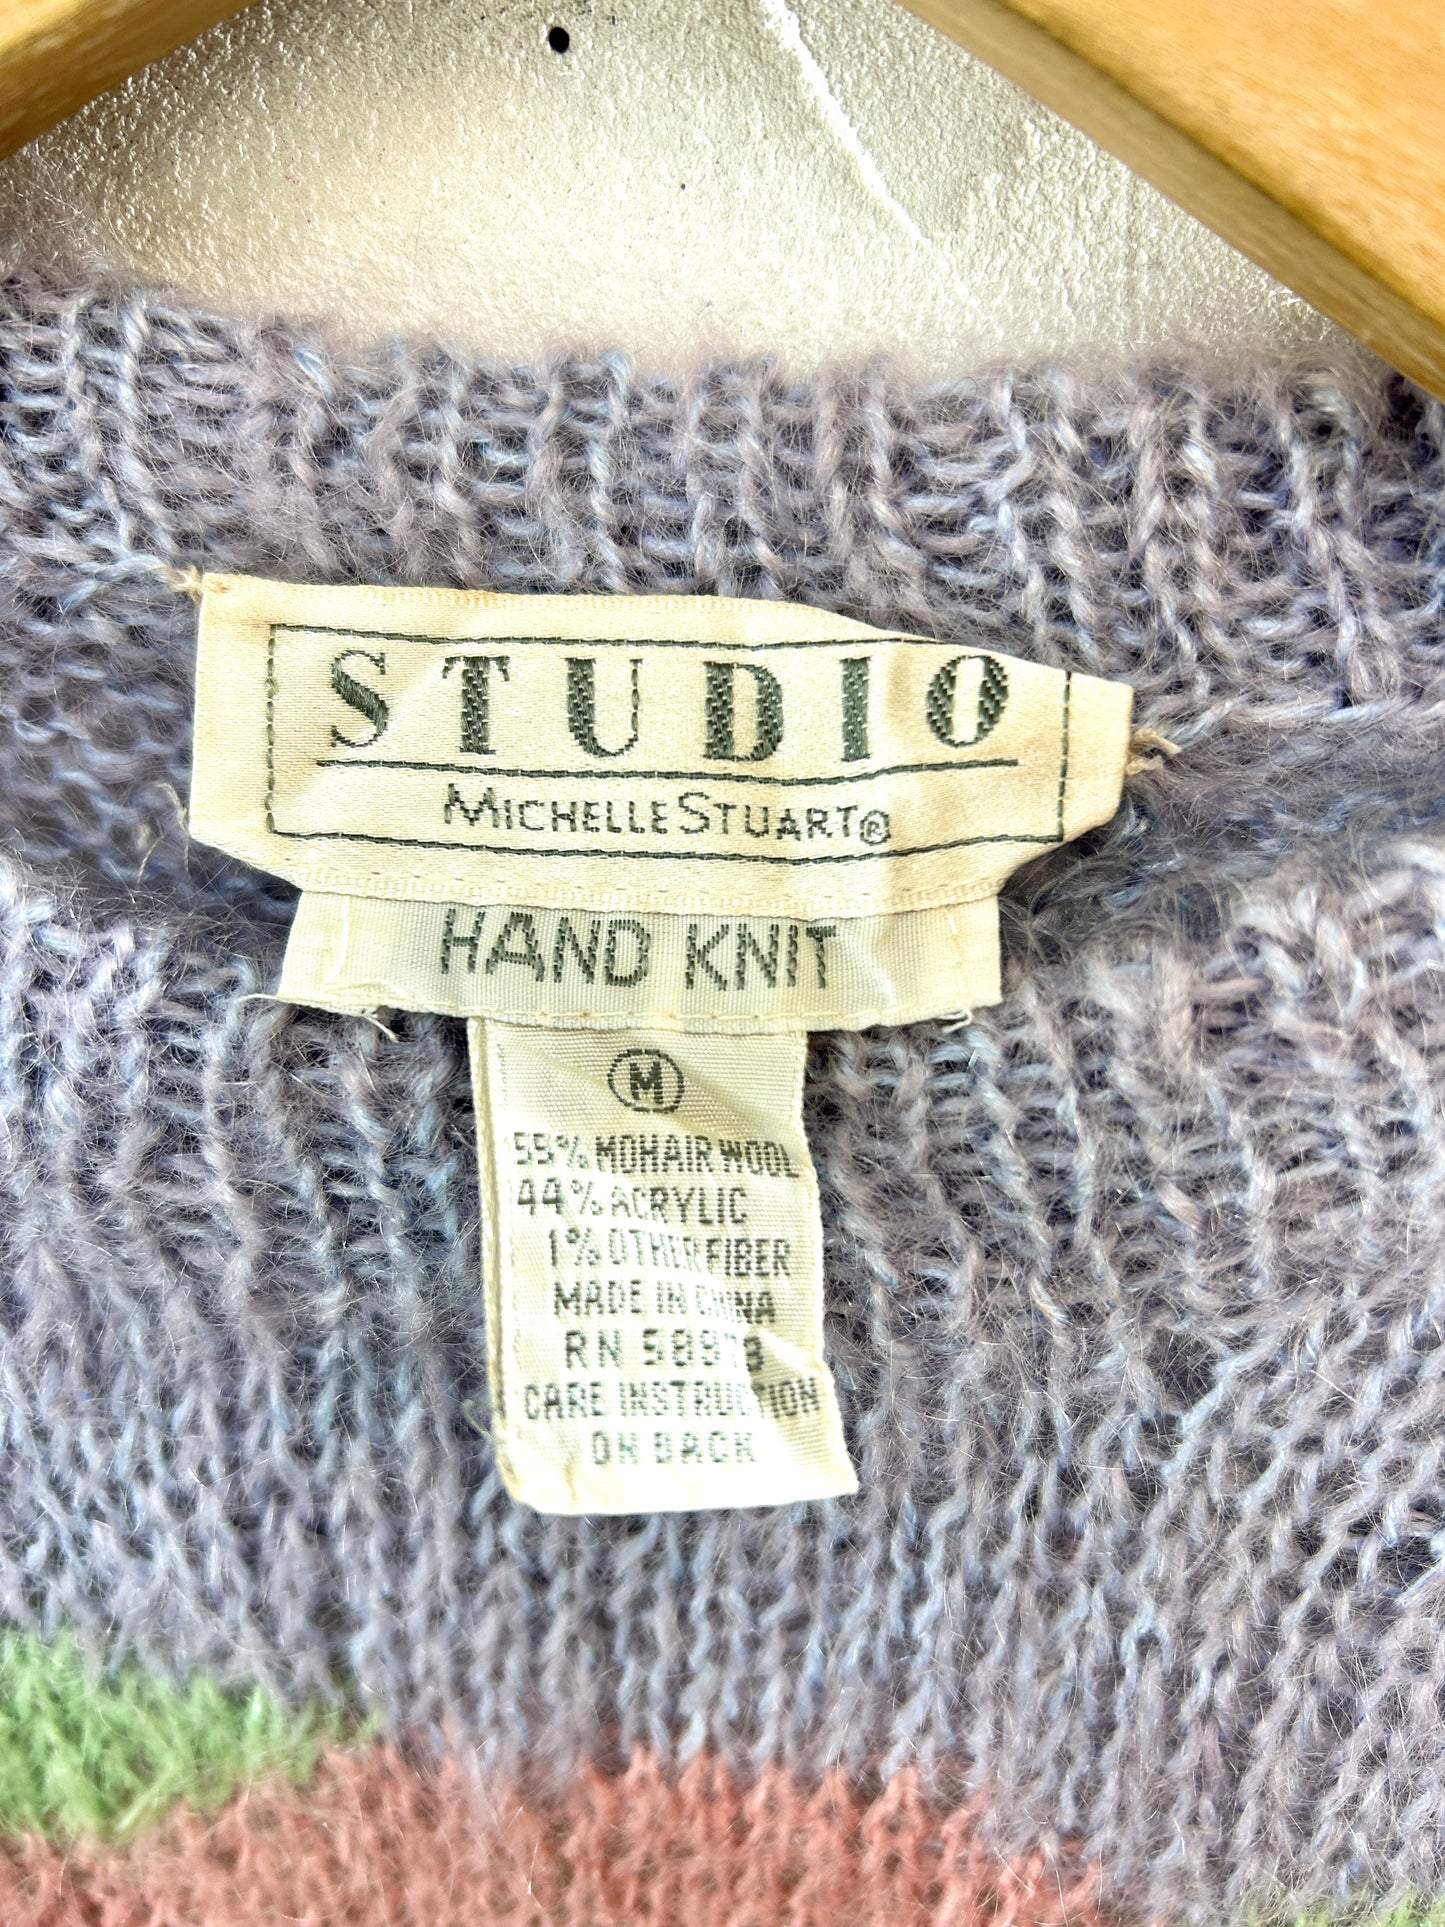 STUDIO
MICHELLE STUART®
HAND KNIT
M
55% MOHAIR WOOL
44% ACRYLIC
1% OTHER FIBER
MADE IN CHINA
RN
CARE INSTRUCTION
ON BACK